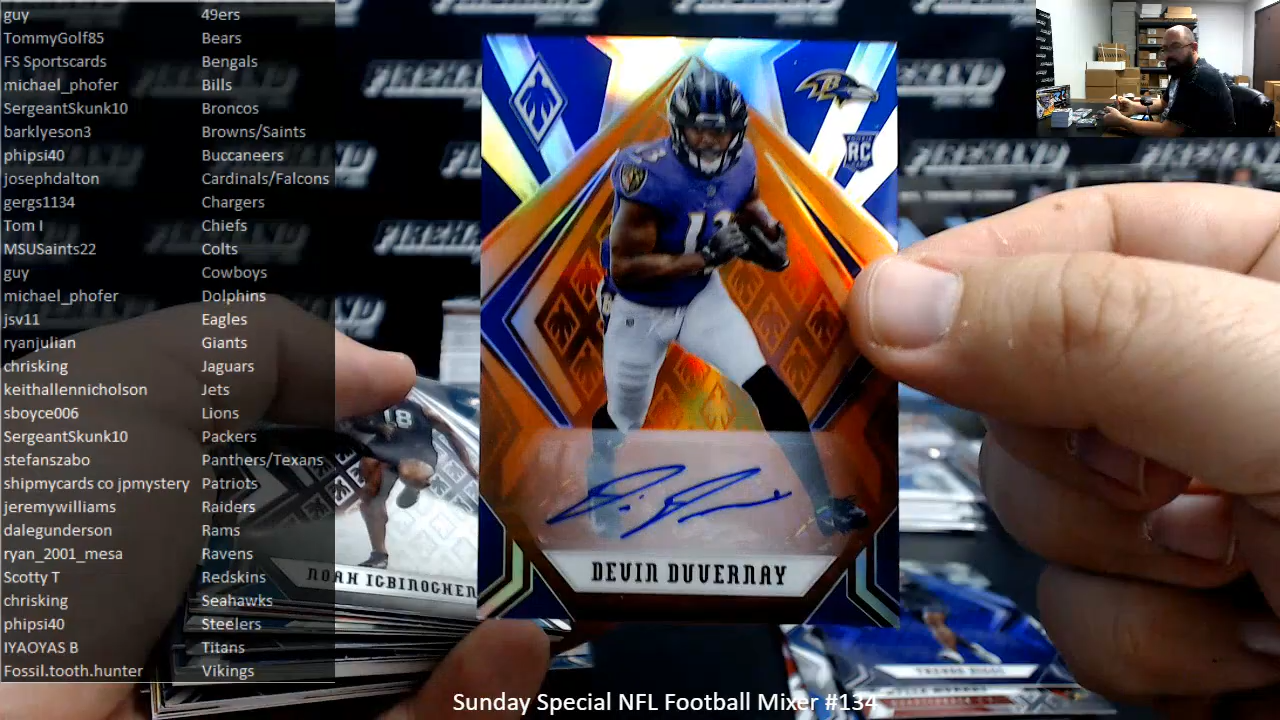 guy 49ers
TommyGolf85 Bears
FS Sportscards Bengals
michael_phofer Bills
SergeantSkunk10 Broncos
barklyeson3 Browns/Saints
phipsi40 Buccaneers
josephdalton Cardinals/Falcons
gergs1134 Chargers
Tom I Chiefs
MSUSaints22 Colts
guy Cowboys
michael_phofer Dolphins
jsv11 Eagles
ryanjulian Giants
chrisking Jaguars
keithallennicholson Jets
sboyce006 Lions
SergeantSkunk10 Packers
stefanszabo Panthers/Texans
shipmycards co jpmystery Patriots
jeremywilliams Raiders
dalegunderson Rams
ryan_2001_mesa Ravens
Scotty T Redskins
chrisking Seahawks
phipsi40 Steelers
IYAOYAS B Titans
Fossil.tooth.hunter Vikings
RC
13
DEVIN DUVERNAY
18
NOAH IGBINOGHEN
FIREHAND
Sunday Special NFL Football Mixer #134